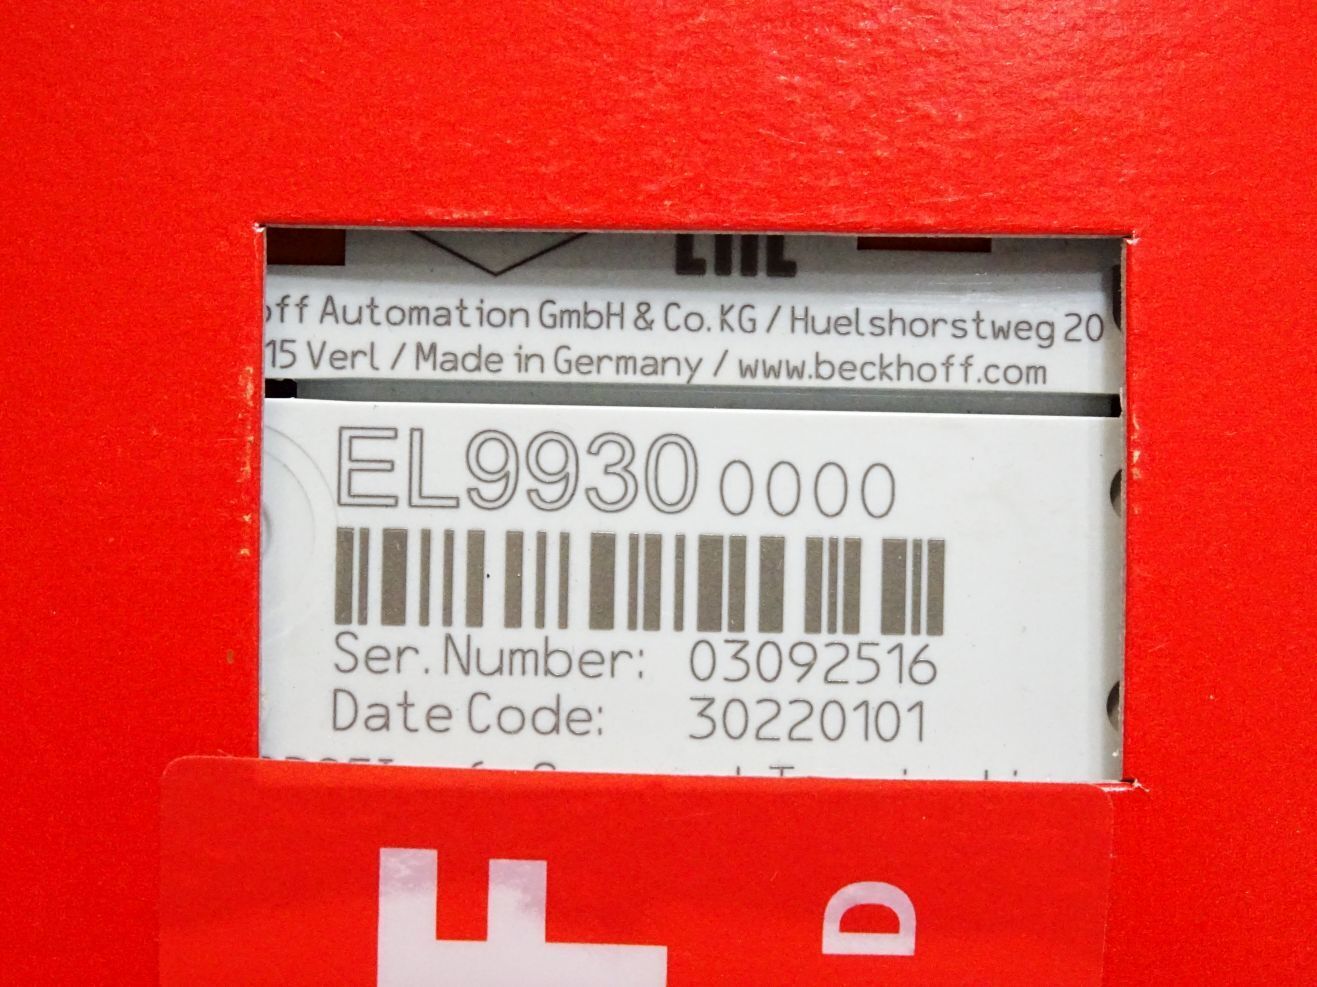 EAC
off Automation GmbH & Co. KG / Huelshorstweg 20
15 Verl / Made in Germany / www.beckhoff.com
EL9930 0000
Ser. Number: 03092516
Date Code: 30220101
F
D